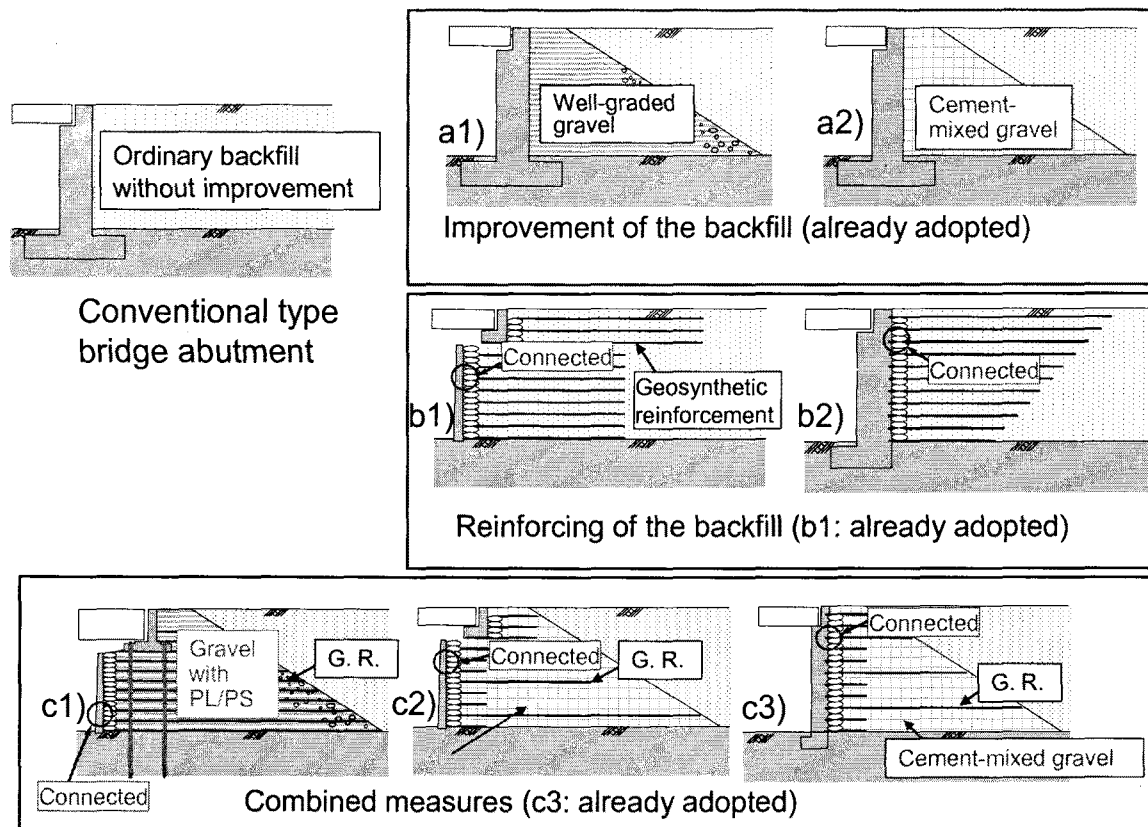 Ordinary backfill
without improvement
Conventional type
bridge abutment
a1)
Well-graded
gravel
a2)
Cement-
mixed gravel
Improvement of the backfill (already adopted)
b1)
Connected
Geosynthetic
reinforcement
b2)
Connected
Reinforcing of the backfill (b1: already adopted)
c1)
Gravel
with
PL/PS
G. R.
Connected
c2)
Connected
G. R.
c3)
Connected
G. R.
Cement-mixed gravel
Combined measures (c3: already adopted)